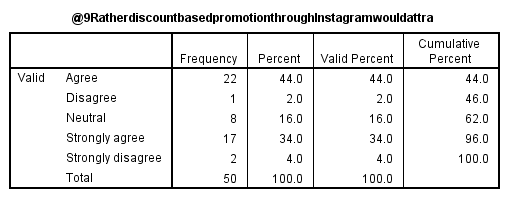 @9RatherdiscountbasedpromotionthroughInstagramwouldattra
Frequency Percent Valid Percent Cumulative Percent
Valid Agree 22 44.0 44.0 44.0
Disagree 1 2.0 2.0 46.0
Neutral 8 16.0 16.0 62.0
Strongly agree 17 34.0 34.0 96.0
Strongly disagree 2 4.0 4.0 100.0
Total 50 100.0 100.0